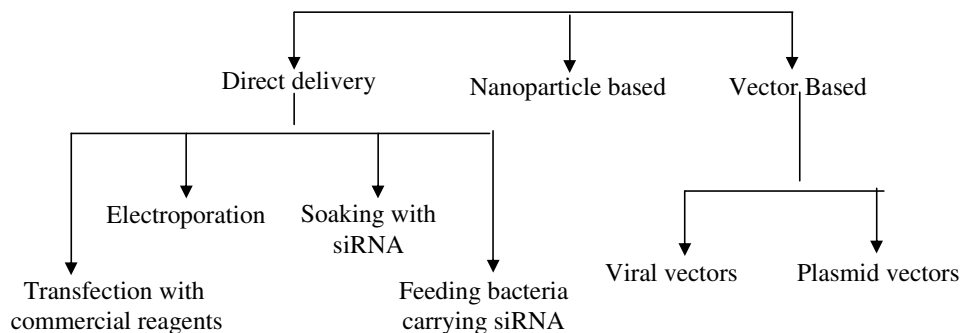 Direct delivery
Nanoparticle based
Vector Based
Electroporation
Soaking with
siRNA
Viral vectors
Plasmid vectors
Transfection with
commercial reagents
Feeding bacteria
carrying siRNA